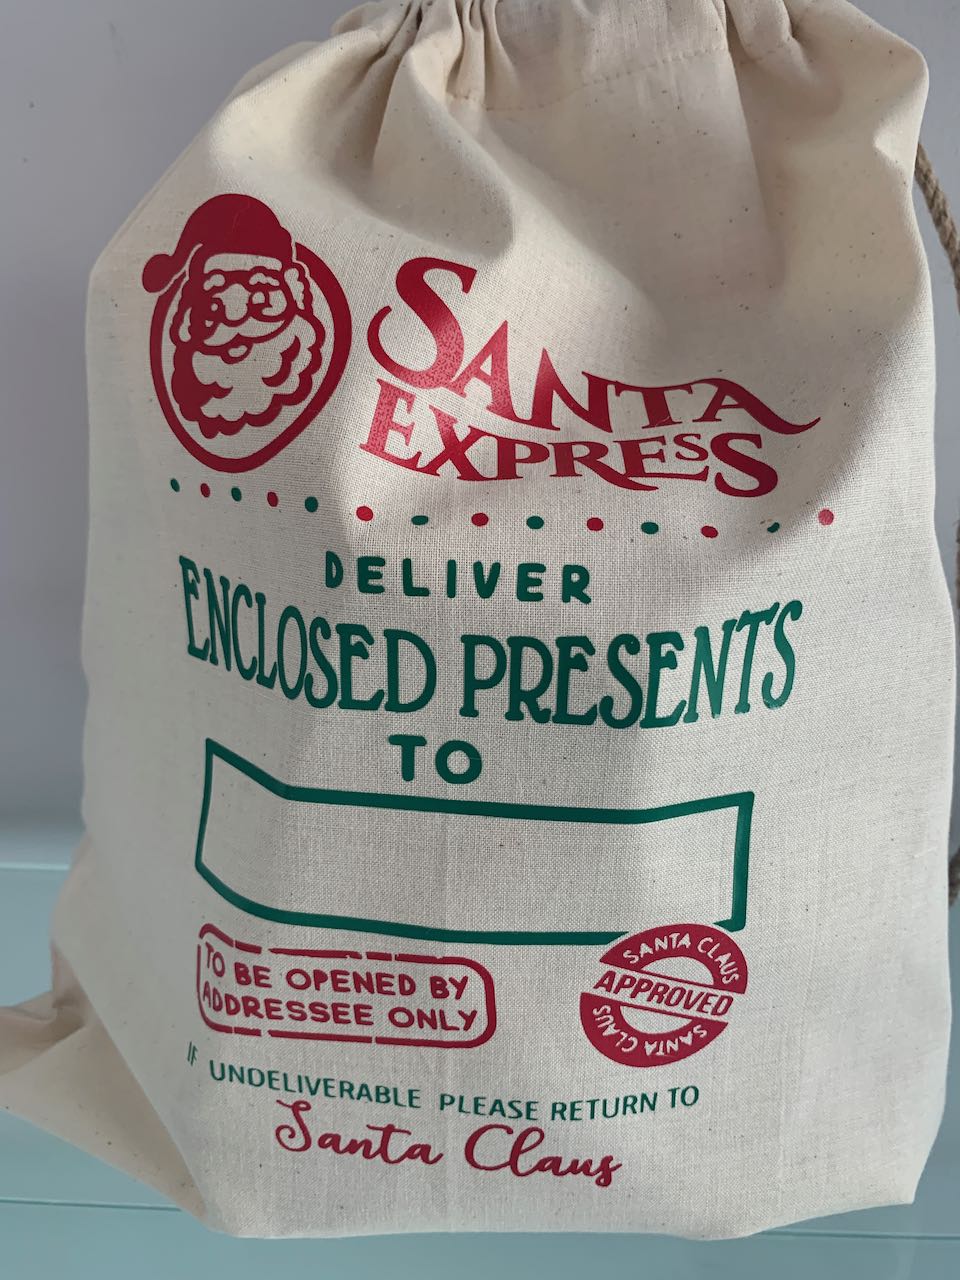 SANTA
EXPRESS
DELIVER
ENCLOSED PRESENTS
TO
TO BE OPENED BY
ADDRESSEE ONLY
SANTA CLAUS
APPROVED
SANTA CLAUS
IF UNDELIVERABLE PLEASE RETURN TO
Santa Claus